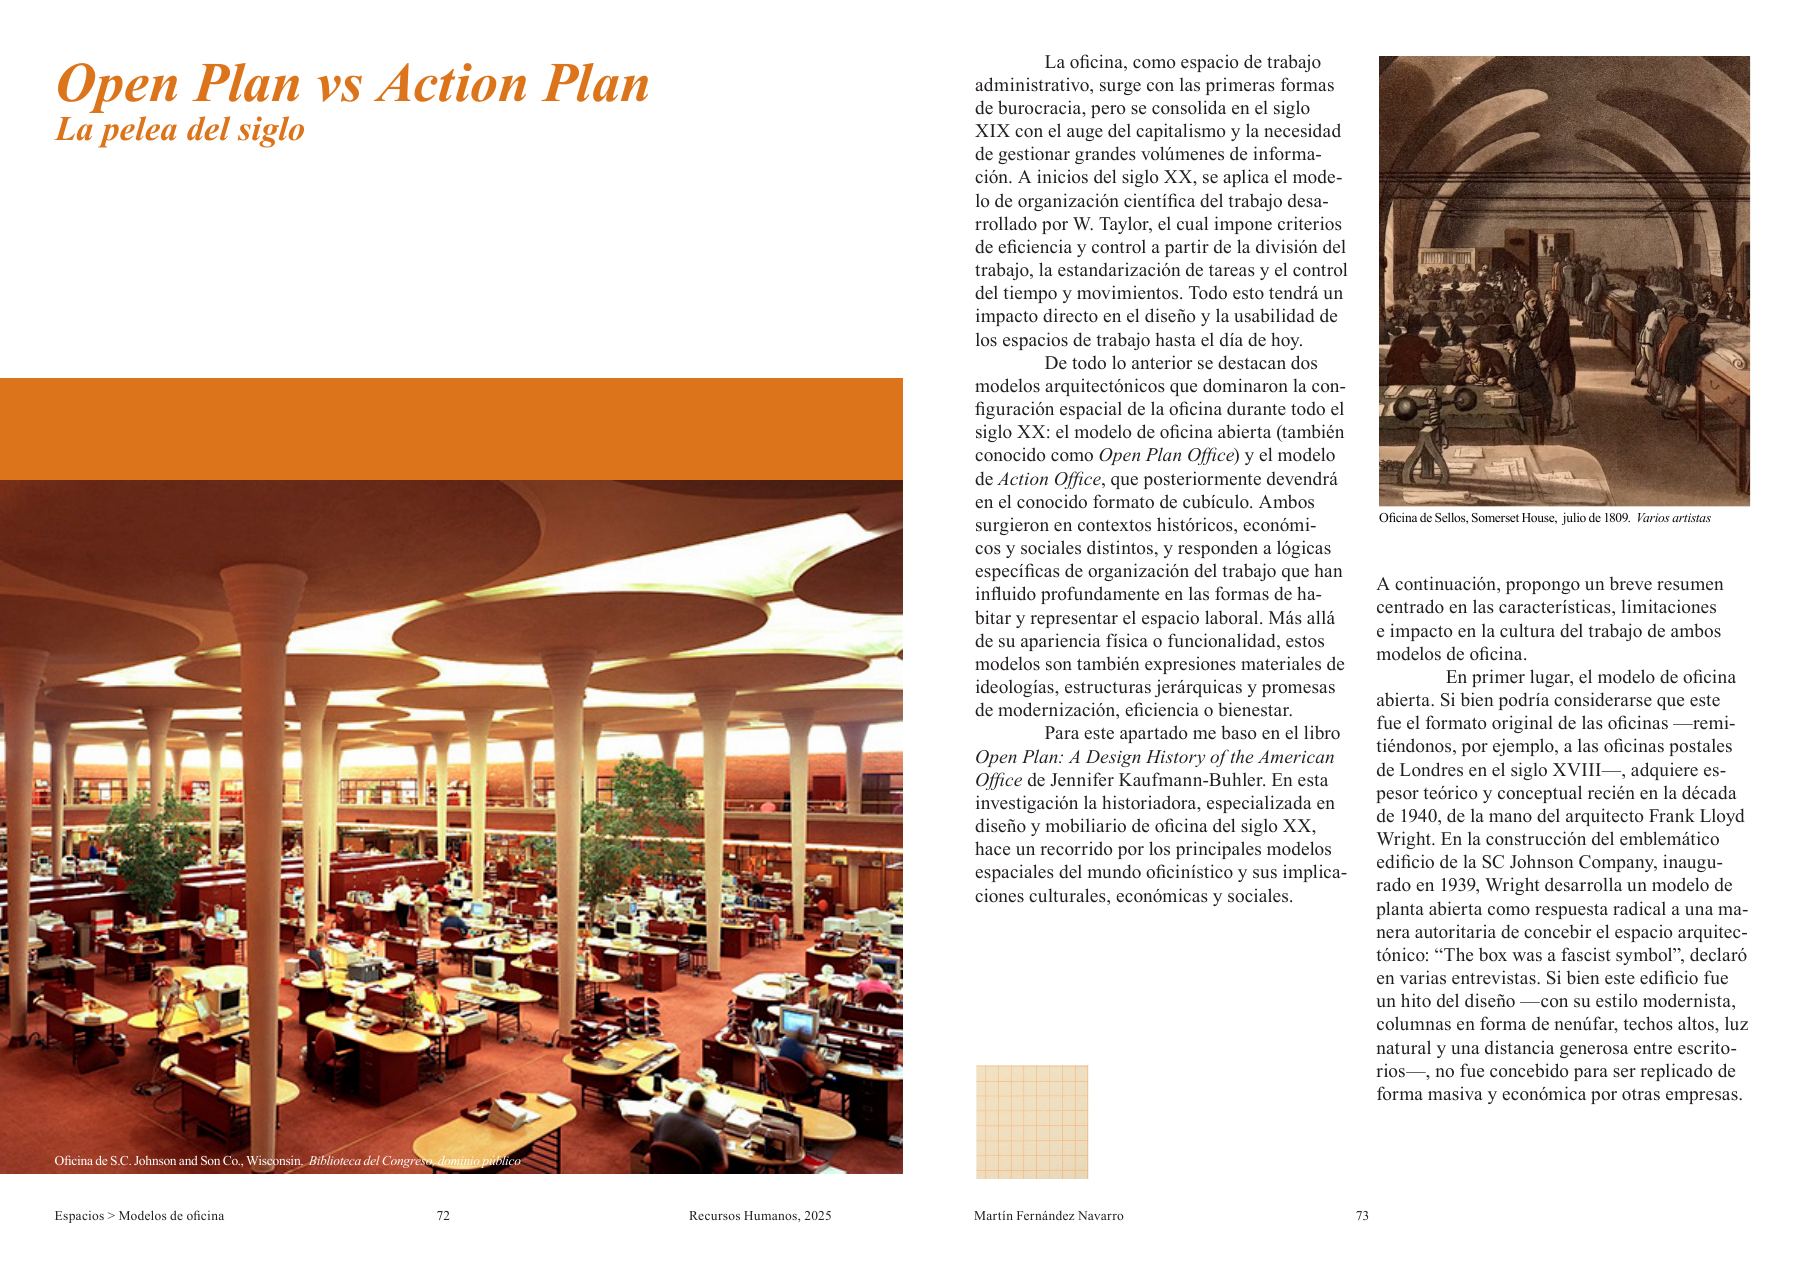 Open Plan vs Action Plan
La pelea del siglo
Oficina de S.C. Johnson and Son Co., Wisconsin. Biblioteca del Congreso, dominio público
Espacios > Modelos de oficina
72
Recursos Humanos, 2025
La oficina, como espacio de trabajo
administrativo, surge con las primeras formas
de burocracia, pero se consolida en el siglo
XIX con el auge del capitalismo y la necesidad
de gestionar grandes volúmenes de informa-
ción. A inicios del siglo XX, se aplica el mode-
lo de organización científica del trabajo desa-
rrollado por W. Taylor, el cual impone criterios
de eficiencia y control a partir de la división del
trabajo, la estandarización de tareas y el control
del tiempo y movimientos. Todo esto tendrá un
impacto directo en el diseño y la usabilidad de
los espacios de trabajo hasta el día de hoy.
De todo lo anterior se destacan dos
modelos arquitectónicos que dominaron la con-
figuración espacial de la oficina durante todo el
siglo XX: el modelo de oficina abierta (también
conocido como Open Plan Office) y el modelo
de Action Office, que posteriormente devendrá
en el conocido formato de cubículo. Ambos
surgieron en contextos históricos, económi-
cos y sociales distintos, y responden a lógicas
específicas de organización del trabajo que han
influido profundamente en las formas de ha-
bitar y representar el espacio laboral. Más allá
de su apariencia física o funcionalidad, estos
modelos son también expresiones materiales de
ideologías, estructuras jerárquicas y promesas
de modernización, eficiencia o bienestar.
Para este apartado me baso en el libro
Open Plan: A Design History of the American
Office de Jennifer Kaufmann-Buhler. En esta
investigación la historiadora, especializada en
diseño y mobiliario de oficina del siglo XX,
hace un recorrido por los principales modelos
espaciales del mundo oficinístico y sus implica-
ciones culturales, económicas y sociales.
Oficina de Sellos, Somerset House, julio de 1809. Varios artistas
A continuación, propongo un breve resumen
centrado en las características, limitaciones
e impacto en la cultura del trabajo de ambos
modelos de oficina.
En primer lugar, el modelo de oficina
abierta. Si bien podría considerarse que este
fue el formato original de las oficinas —remi-
tiéndonos, por ejemplo, a las oficinas postales
de Londres en el siglo XVIII—, adquiere es-
pesor teórico y conceptual recién en la década
de 1940, de la mano del arquitecto Frank Lloyd
Wright. En la construcción del emblemático
edificio de la SC Johnson Company, inaugu-
rado en 1939, Wright desarrolla un modelo de
planta abierta como respuesta radical a una ma-
nera autoritaria de concebir el espacio arquitec-
tónico: “The box was a fascist symbol”, declaró
en varias entrevistas. Si bien este edificio fue
un hito del diseño —con su estilo modernista,
columnas en forma de nenúfar, techos altos, luz
natural y una distancia generosa entre escrito-
rios—, no fue concebido para ser replicado de
forma masiva y económica por otras empresas.
Martín Fernández Navarro
73